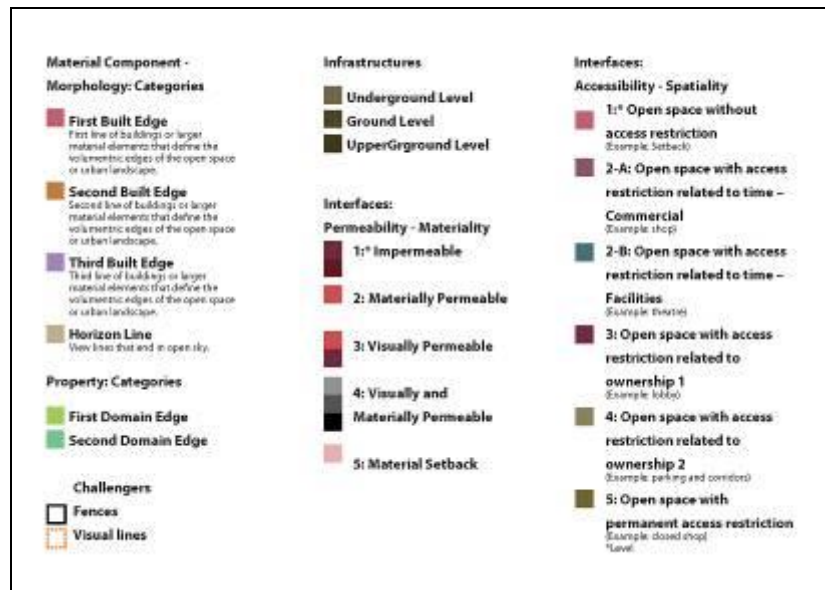 Material Component -
Morphology: Categories
First Built Edge
First line of buildings or larger
material elements that define the
volumentric edges of the open space
or urban landscape.
Second Built Edge
Second line of buildings or larger
material elements that define the
volumentric edges of the open space
or urban landscape.
Third Built Edge
Third line of buildings or larger
material elements that define the
volumentric edges of the open space
or urban landscape.
Horizon Line
View lines that end in open sky.
Property: Categories
First Domain Edge
Second Domain Edge
Challengers
Fences
Visual lines
Infrastructures
Underground Level
Ground Level
UpperGrground Level
Interfaces:
Permeability - Materiality
1:* Impermeable
2: Materially Permeable
3: Visually Permeable
4: Visually and
Materially Permeable
5: Material Setback
Interfaces:
Accessibility - Spatiality
1:* Open space without
access restriction
(Example: Setback)
2-A: Open space with access
restriction related to time –
Commercial
(Example: shop)
2-B: Open space with access
restriction related to time –
Facilities
(Example: theatre)
3: Open space with access
restriction related to
ownership 1
(Example: lobby)
4: Open space with access
restriction related to
ownership 2
(Example: parking and corridors)
5: Open space with
permanent access restriction
(Example: closed shop)
*Level